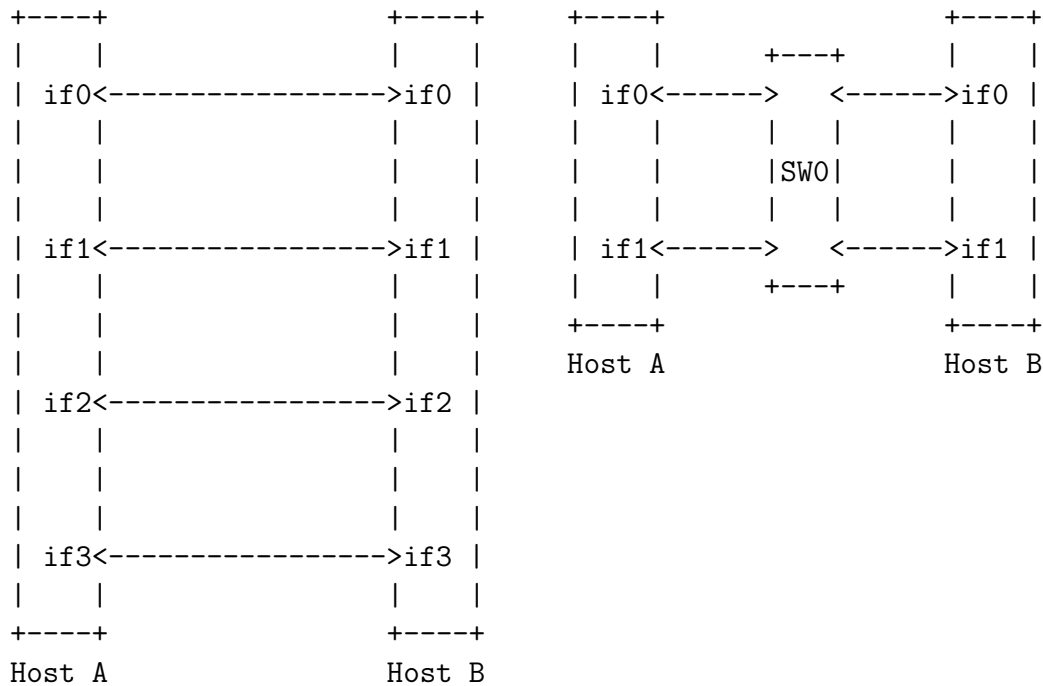 +----+                 +----+     +----+                 +----+
|    |                 |    |     |    |      +---+      |    |
| if0<----------------->if0 |     | if0<------>   <------>if0 |
|    |                 |    |     |    |      |   |      |    |
|    |                 |    |     |    |      |SW0|      |    |
|    |                 |    |     |    |      |   |      |    |
| if1<----------------->if1 |     | if1<------>   <------>if1 |
|    |                 |    |     |    |      +---+      |    |
|    |                 |    |     +----+                 +----+
|    |                 |    |     Host A                 Host B
| if2<----------------->if2 |
|    |                 |    |
|    |                 |    |
|    |                 |    |
| if3<----------------->if3 |
|    |                 |    |
+----+                 +----+
Host A                 Host B